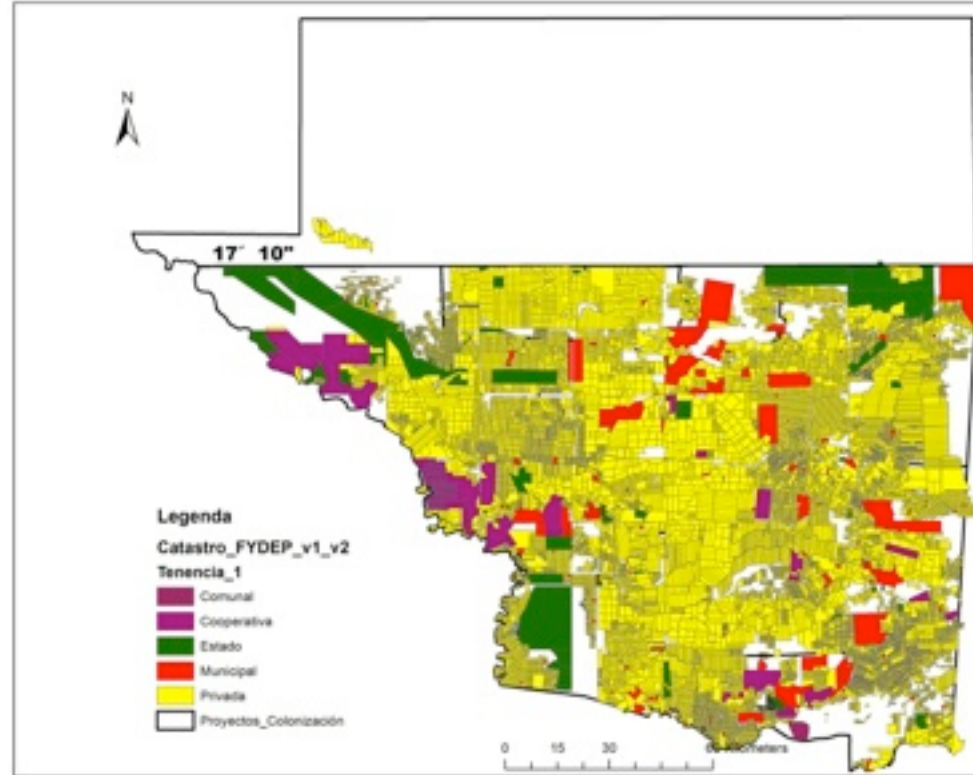 N
17´ 10"
Legenda
Catastro_FYDEP_v1_v2
Tenencia_1
Comunal
Cooperativa
Estado
Municipal
Privada
Proyectos_Colonización
0 15 30